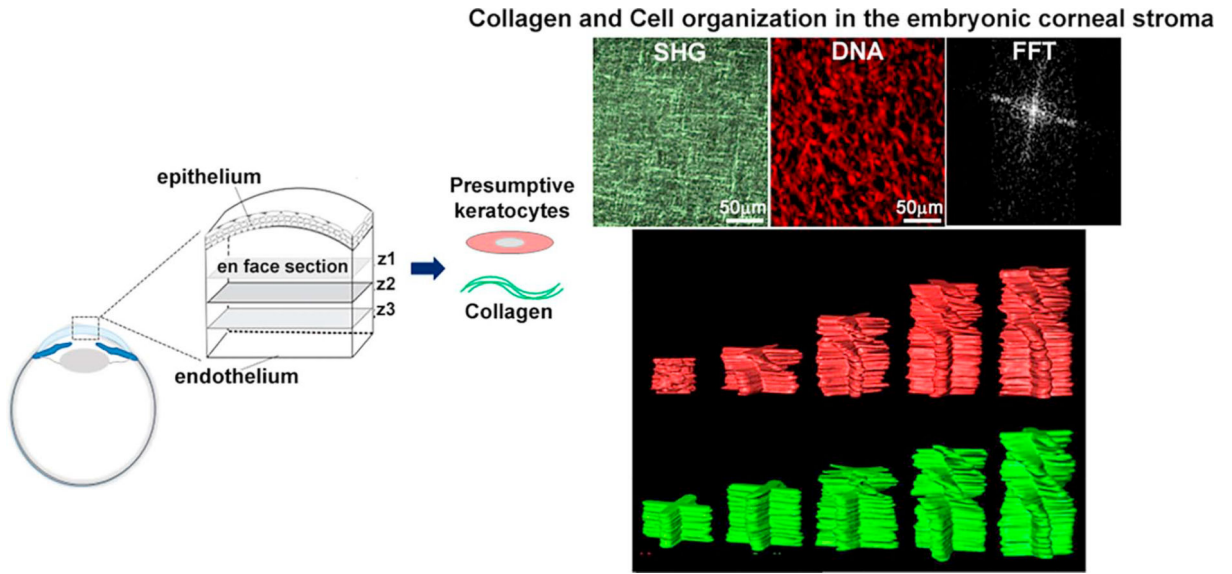 Collagen and Cell organization in the embryonic corneal stroma
SHG
DNA
FFT
50μm
50μm
epithelium
en face section
z1
z2
z3
endothelium
Presumptive
keratocytes
Collagen